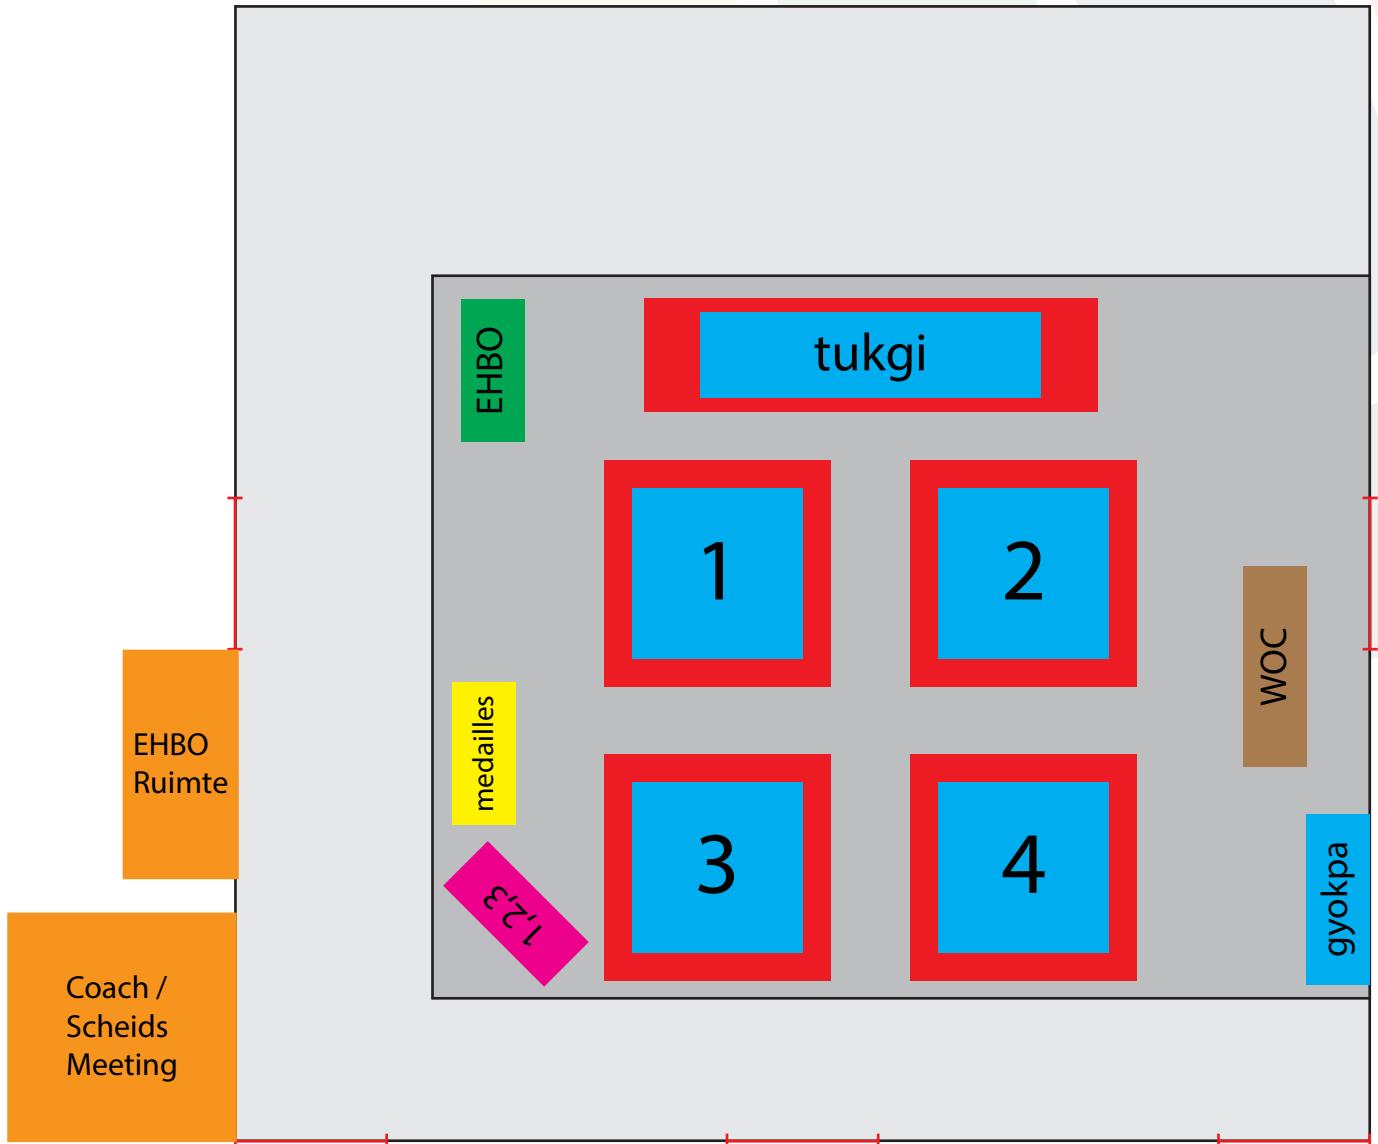 EHBO
tukgi
1
2
WOC
medailles
EHBO
Ruimte
3
4
gyokpa
1,2,3
Coach /
Scheids
Meeting